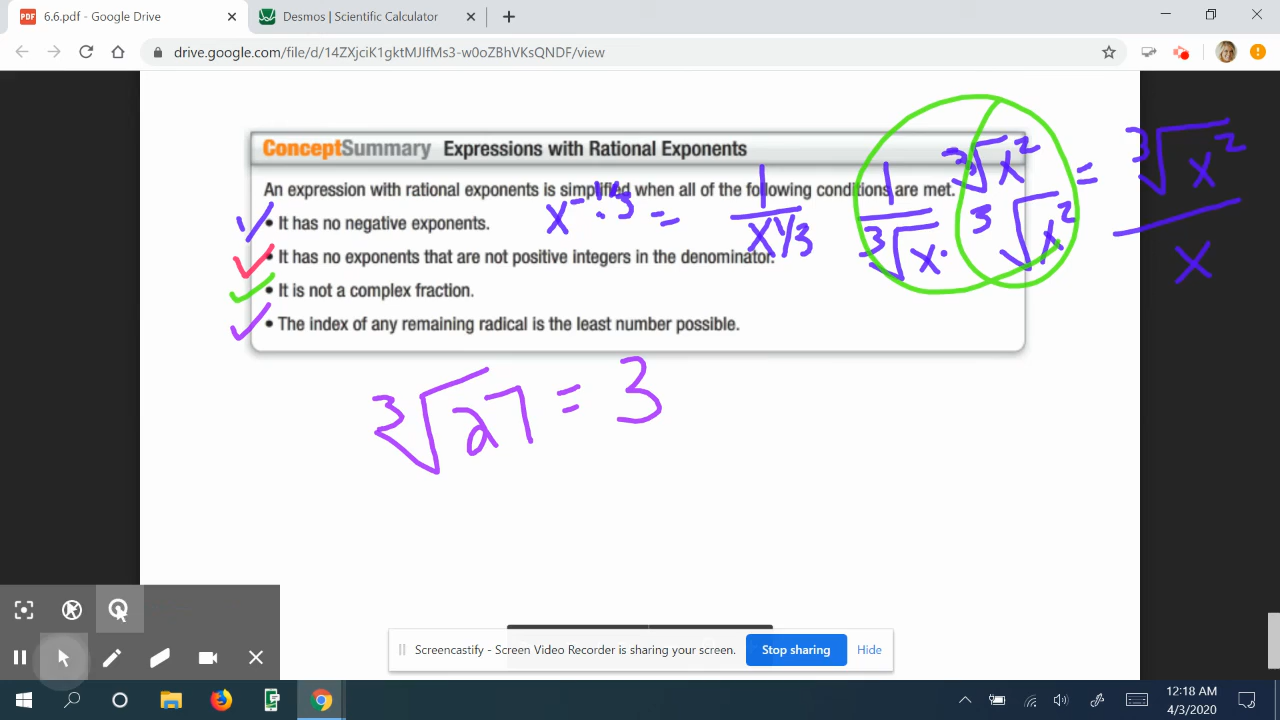 6.6.pdf - Google Drive
Desmos | Scientific Calculator
drive.google.com/file/d/14ZXjciK1gktMJIfMs3-w0oZBhVKsQNDF/view
ConceptSummary Expressions with Rational Exponents
An expression with rational exponents is simplified when all of the following conditions are met.
• It has no negative exponents.
• It has no exponents that are not positive integers in the denominator.
• It is not a complex fraction.
• The index of any remaining radical is the least number possible.
x^-1/3 = 1/x^1/3 1/∛x · ∛x²/∛x² = ∛x²/x
∛27 = 3
Screencastify - Screen Video Recorder is sharing your screen.
Stop sharing
Hide
12:18 AM
4/3/2020